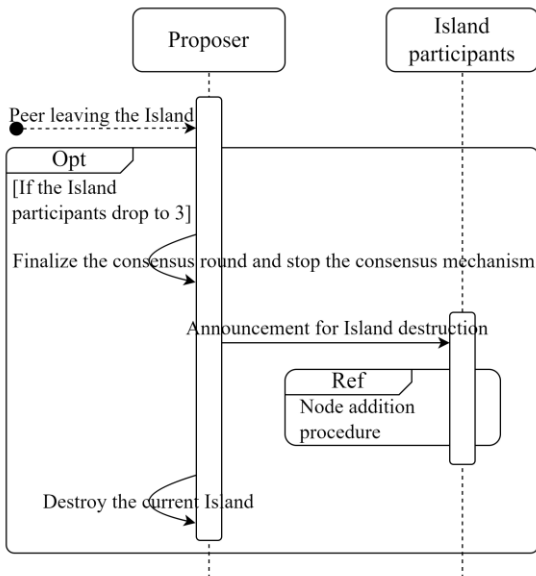 Proposer
Island
participants
Peer leaving the Island
Opt
[If the Island
participants drop to 3]
Finalize the consensus round and stop the consensus mechanism
Announcement for Island destruction
Ref
Node addition
procedure
Destroy the current Island